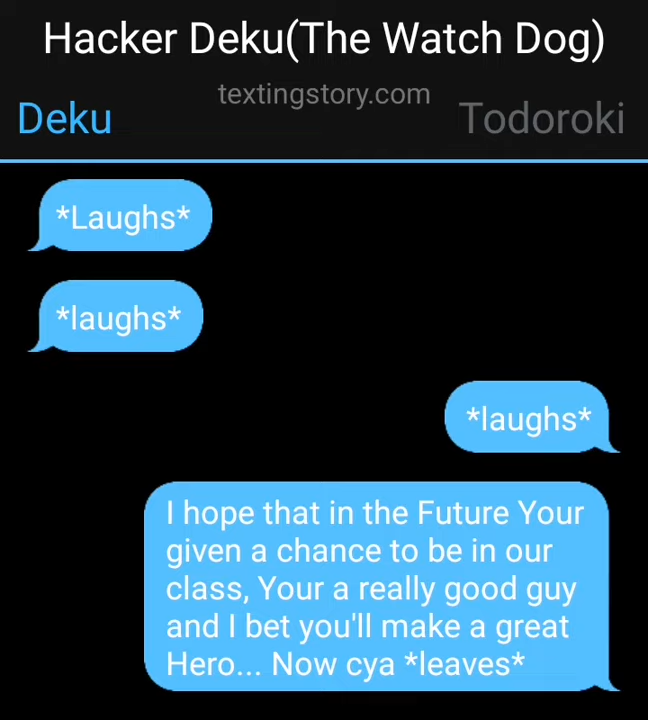 Hacker Deku(The Watch Dog)
textingstory.com
Deku
Todoroki
*Laughs*
*laughs*
*laughs*
I hope that in the Future Your
given a chance to be in our
class, Your a really good guy
and I bet you'll make a great
Hero... Now cya *leaves*